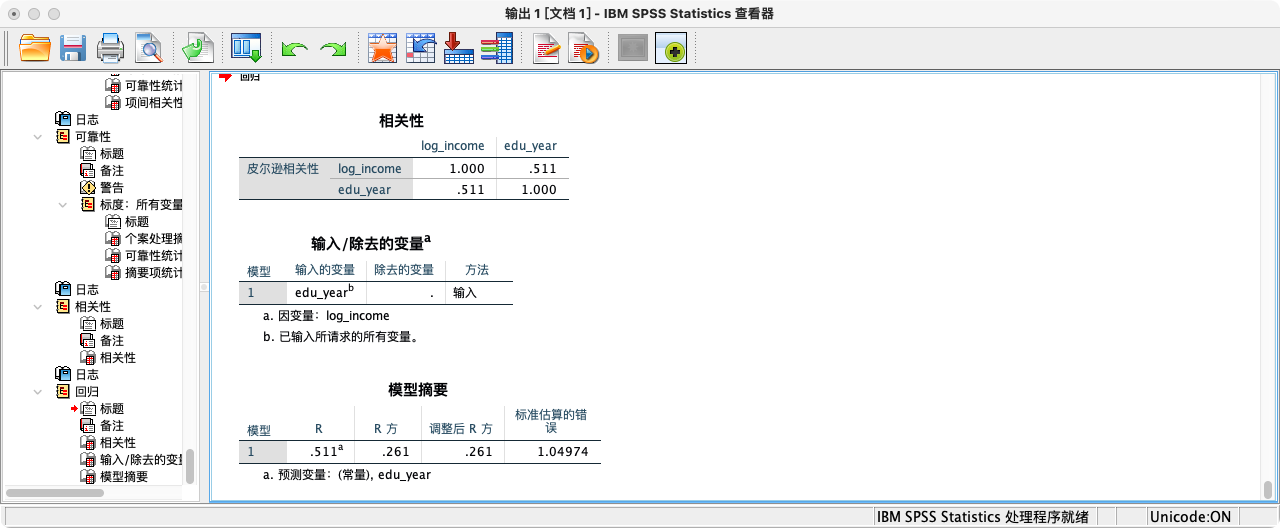 输出 1 [文档 1] - IBM SPSS Statistics 查看器
可靠性统计
项间相关性
日志
可靠性
标题
备注
警告
标度：所有变量
标题
个案处理摘
可靠性统计
摘要项统计
日志
相关性
标题
备注
相关性
日志
回归
标题
备注
相关性
输入/除去的变量
模型摘要
回归
相关性
log_income edu_year
皮尔逊相关性 log_income 1.000 .511
edu_year .511 1.000
输入/除去的变量a
模型 输入的变量 除去的变量 方法
1 edu_yearb . 输入
a. 因变量：log_income
b. 已输入所请求的所有变量。
模型摘要
模型 R R 方 调整后 R 方 标准估算的错
误
1 .511a .261 .261 1.04974
a. 预测变量：(常量), edu_year
IBM SPSS Statistics 处理程序就绪 Unicode:ON